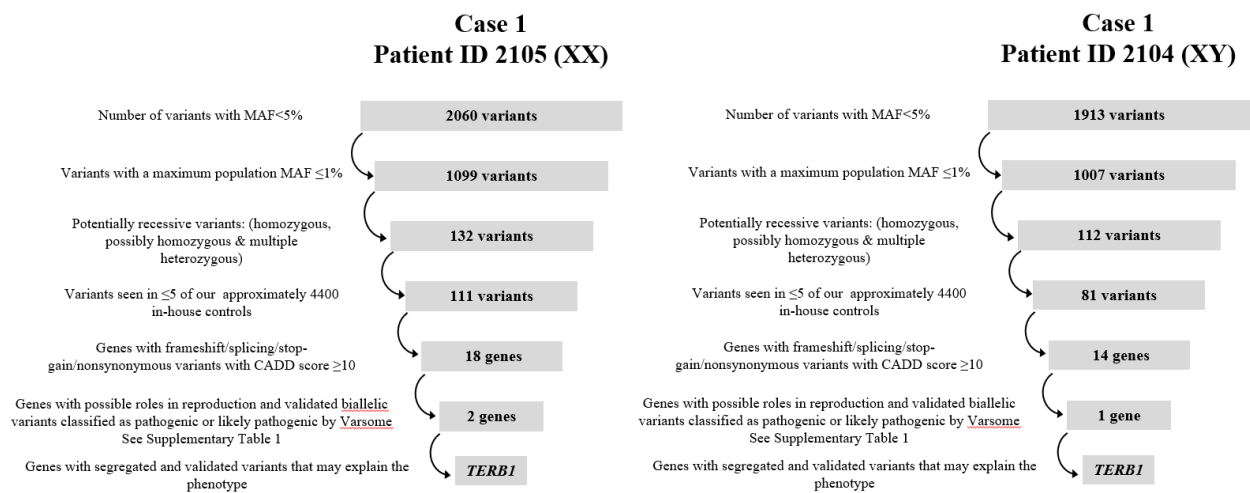 Case 1
Patient ID 2105 (XX)
Number of variants with MAF<5%
2060 variants
Variants with a maximum population MAF ≤1%
1099 variants
Potentially recessive variants: (homozygous,
possibly homozygous & multiple
heterozygous)
132 variants
Variants seen in ≤5 of our approximately 4400
in-house controls
111 variants
Genes with frameshift/splicing/stop-
gain/nonsynonymous variants with CADD score ≥10
18 genes
Genes with possible roles in reproduction and validated biallelic
variants classified as pathogenic or likely pathogenic by Varsome
See Supplementary Table 1
2 genes
Genes with segregated and validated variants that may explain the
phenotype
TERB1
Case 1
Patient ID 2104 (XY)
Number of variants with MAF<5%
1913 variants
Variants with a maximum population MAF ≤1%
1007 variants
Potentially recessive variants: (homozygous,
possibly homozygous & multiple
heterozygous)
112 variants
Variants seen in ≤5 of our approximately 4400
in-house controls
81 variants
Genes with frameshift/splicing/stop-
gain/nonsynonymous variants with CADD score ≥10
14 genes
Genes with possible roles in reproduction and validated biallelic
variants classified as pathogenic or likely pathogenic by Varsome
See Supplementary Table 1
1 gene
Genes with segregated and validated variants that may explain the
phenotype
TERB1